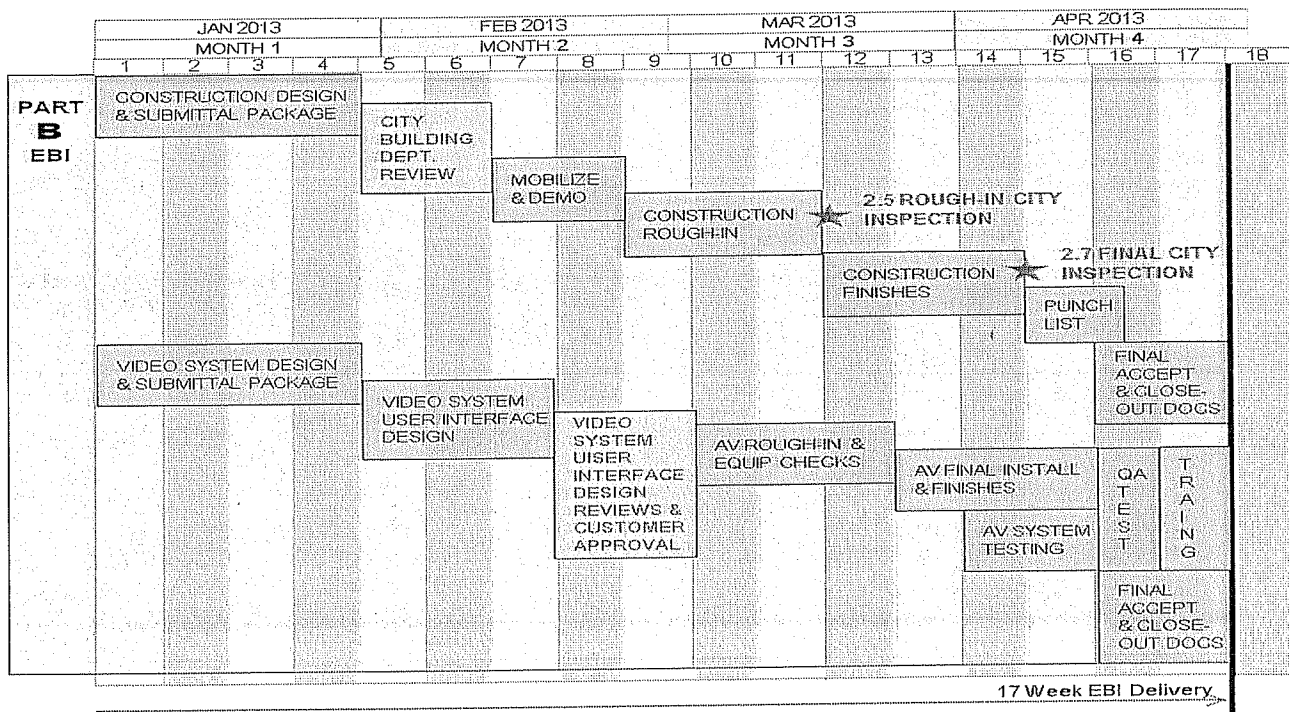 JAN 2013
FEB 2013
MAR 2013
APR 2013
MONTH 1
MONTH 2
MONTH 3
MONTH 4
1 2 3 4 5 6 7 8 9 10 11 12 13 14 15 16 17 18
PART
B
EBI
CONSTRUCTION DESIGN
& SUBMITTAL PACKAGE
CITY
BUILDING
DEPT.
REVIEW
MOBILIZE
& DEMO
CONSTRUCTION
ROUGH-IN
2.5 ROUGH-IN CITY
INSPECTION
CONSTRUCTION
FINISHES
2.7 FINAL CITY
INSPECTION
PUNCH
LIST
FINAL
ACCEPT
& CLOSE-
OUT DOCS
VIDEO SYSTEM DESIGN
& SUBMITTAL PACKAGE
VIDEO SYSTEM
USER INTERFACE
DESIGN
VIDEO
SYSTEM
UISER
INTERFACE
DESIGN
REVIEWS &
CUSTOMER
APPROVAL
AV ROUGH-IN &
EQUIP CHECKS
AV FINAL INSTALL
& FINISHES
AV SYSTEM
TESTING
QA
T
E
S
T
T
R
A
I
N
G
FINAL
ACCEPT
& CLOSE-
OUT DOCS
17 Week EBI Delivery